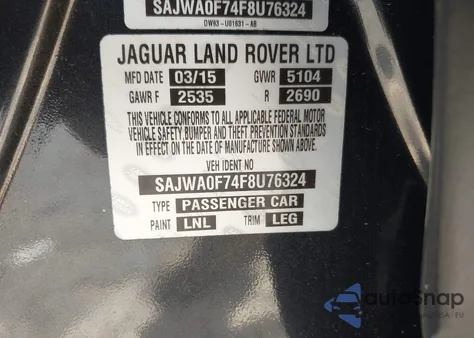 SAJWA0F74F8U76324
DW93-U01831-AB
JAGUAR LAND ROVER LTD
MFD DATE 03/15 GVWR 5104
GAWR F 2535 R 2690
THIS VEHICLE CONFORMS TO ALL APPLICABLE FEDERAL MOTOR
VEHICLE SAFETY, BUMPER AND THEFT PREVENTION STANDARDS
IN EFFECT ON THE DATE OF MANUFACTURE SHOWN ABOVE.
VEH IDENT NO
SAJWA0F74F8U76324
TYPE PASSENGER CAR
PAINT LNL TRIM LEG
autoSnap